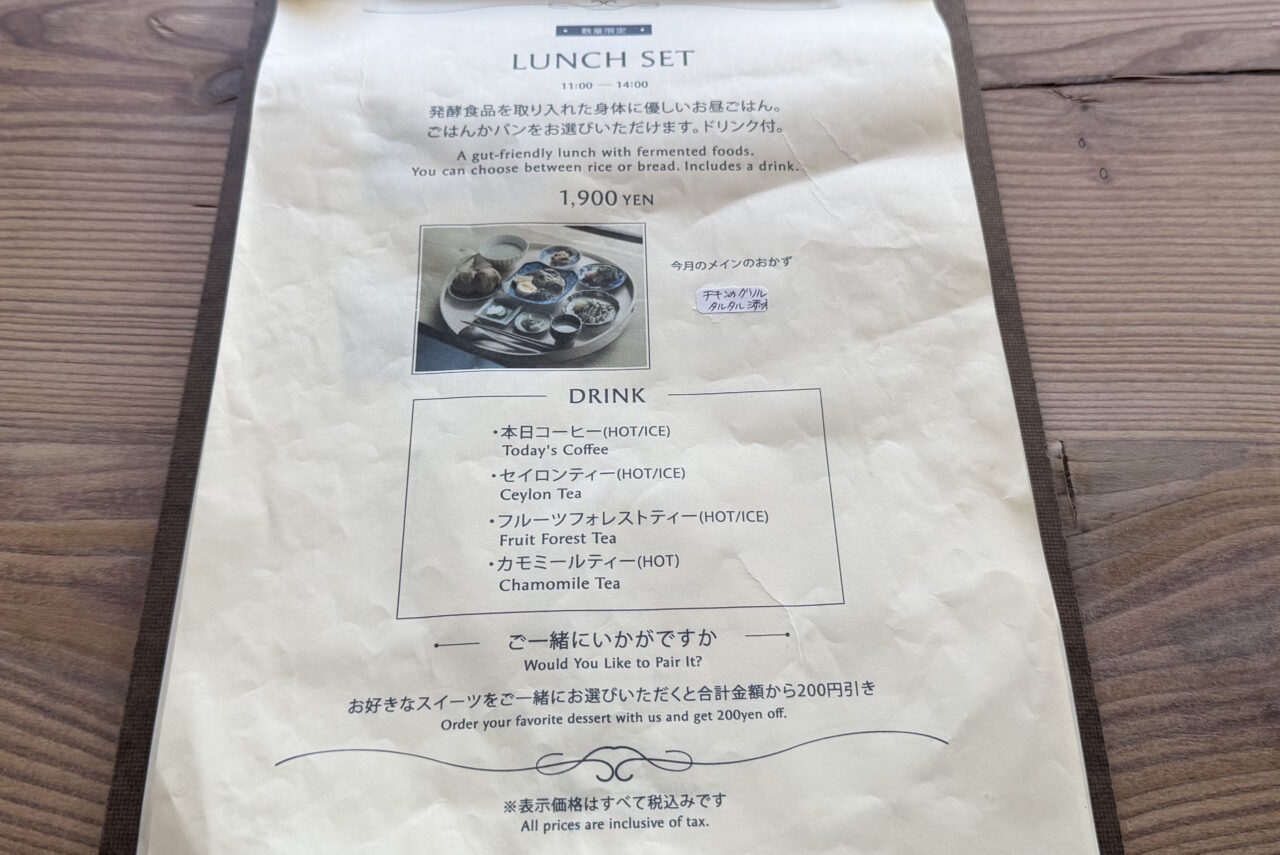 数量限定
LUNCH SET
11:00 — 14:00
発酵食品を取り入れた身体に優しいお昼ごはん。
ごはんかパンをお選びいただけます。ドリンク付。
A gut-friendly lunch with fermented foods.
You can choose between rice or bread. Includes a drink.
1,900 YEN
今月のメインのおかず
チキンのグリル
タルタル添え
DRINK
・本日コーヒー(HOT/ICE)
Today's Coffee
・セイロンティー(HOT/ICE)
Ceylon Tea
・フルーツフォレストティー(HOT/ICE)
Fruit Forest Tea
・カモミールティー(HOT)
Chamomile Tea
ご一緒にいかがですか
Would You Like to Pair It?
お好きなスイーツをご一緒にお選びいただくと合計金額から200円引き
Order your favorite dessert with us and get 200yen off.
※表示価格はすべて税込みです
All prices are inclusive of tax.